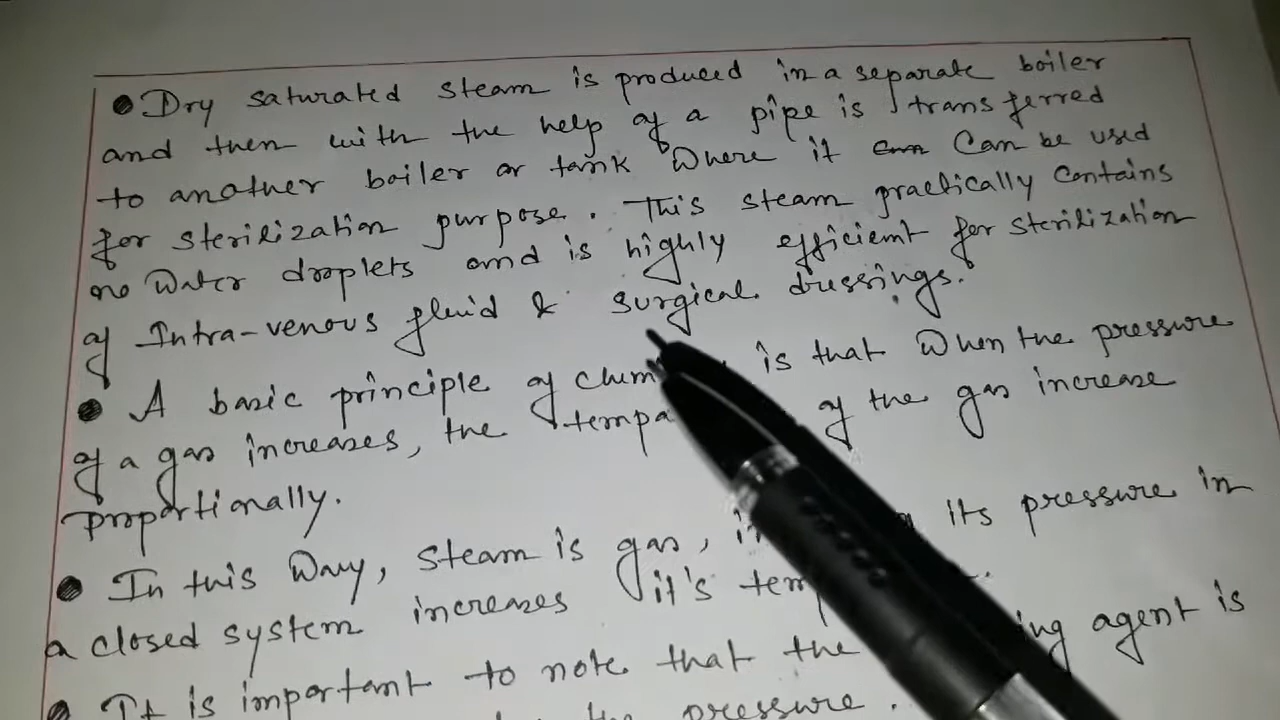 Dry saturated steam is produced in a separate boiler
and then with the help of a pipe is transferred
to another boiler or tank where it can can be used
for sterilization purpose. This steam practically contains
no water droplets and is highly efficient for sterilization
of Intra-venous fluid & surgical dressings.
A basic principle of is that when the pressure
of a gas increases, the of the gas increase
proportionally.
In this way, steam is gas, its pressure in
a closed system increases it's
It is important to note that the agent is
the pressure.